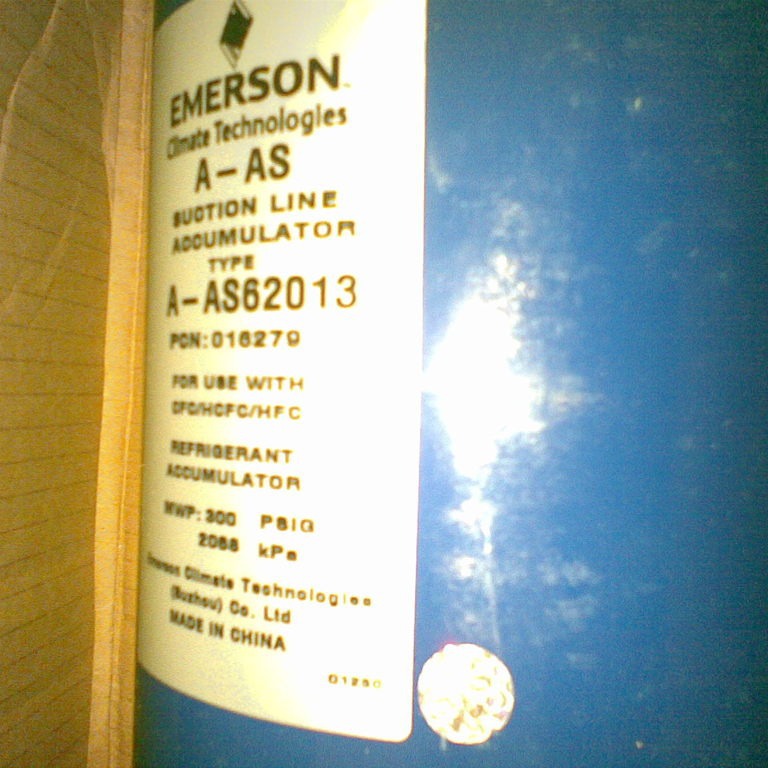 EMERSON
Climate Technologies
A-AS
SUCTION LINE
ACCUMULATOR
TYPE
A-AS62013
PCN: 016279
FOR USE WITH
CFC/HCFC/HFC
REFRIGERANT
ACCUMULATOR
MWP: 300 PSIG
2068 kPa
Emerson Climate Technologies
(Suzhou) Co. Ltd
MADE IN CHINA